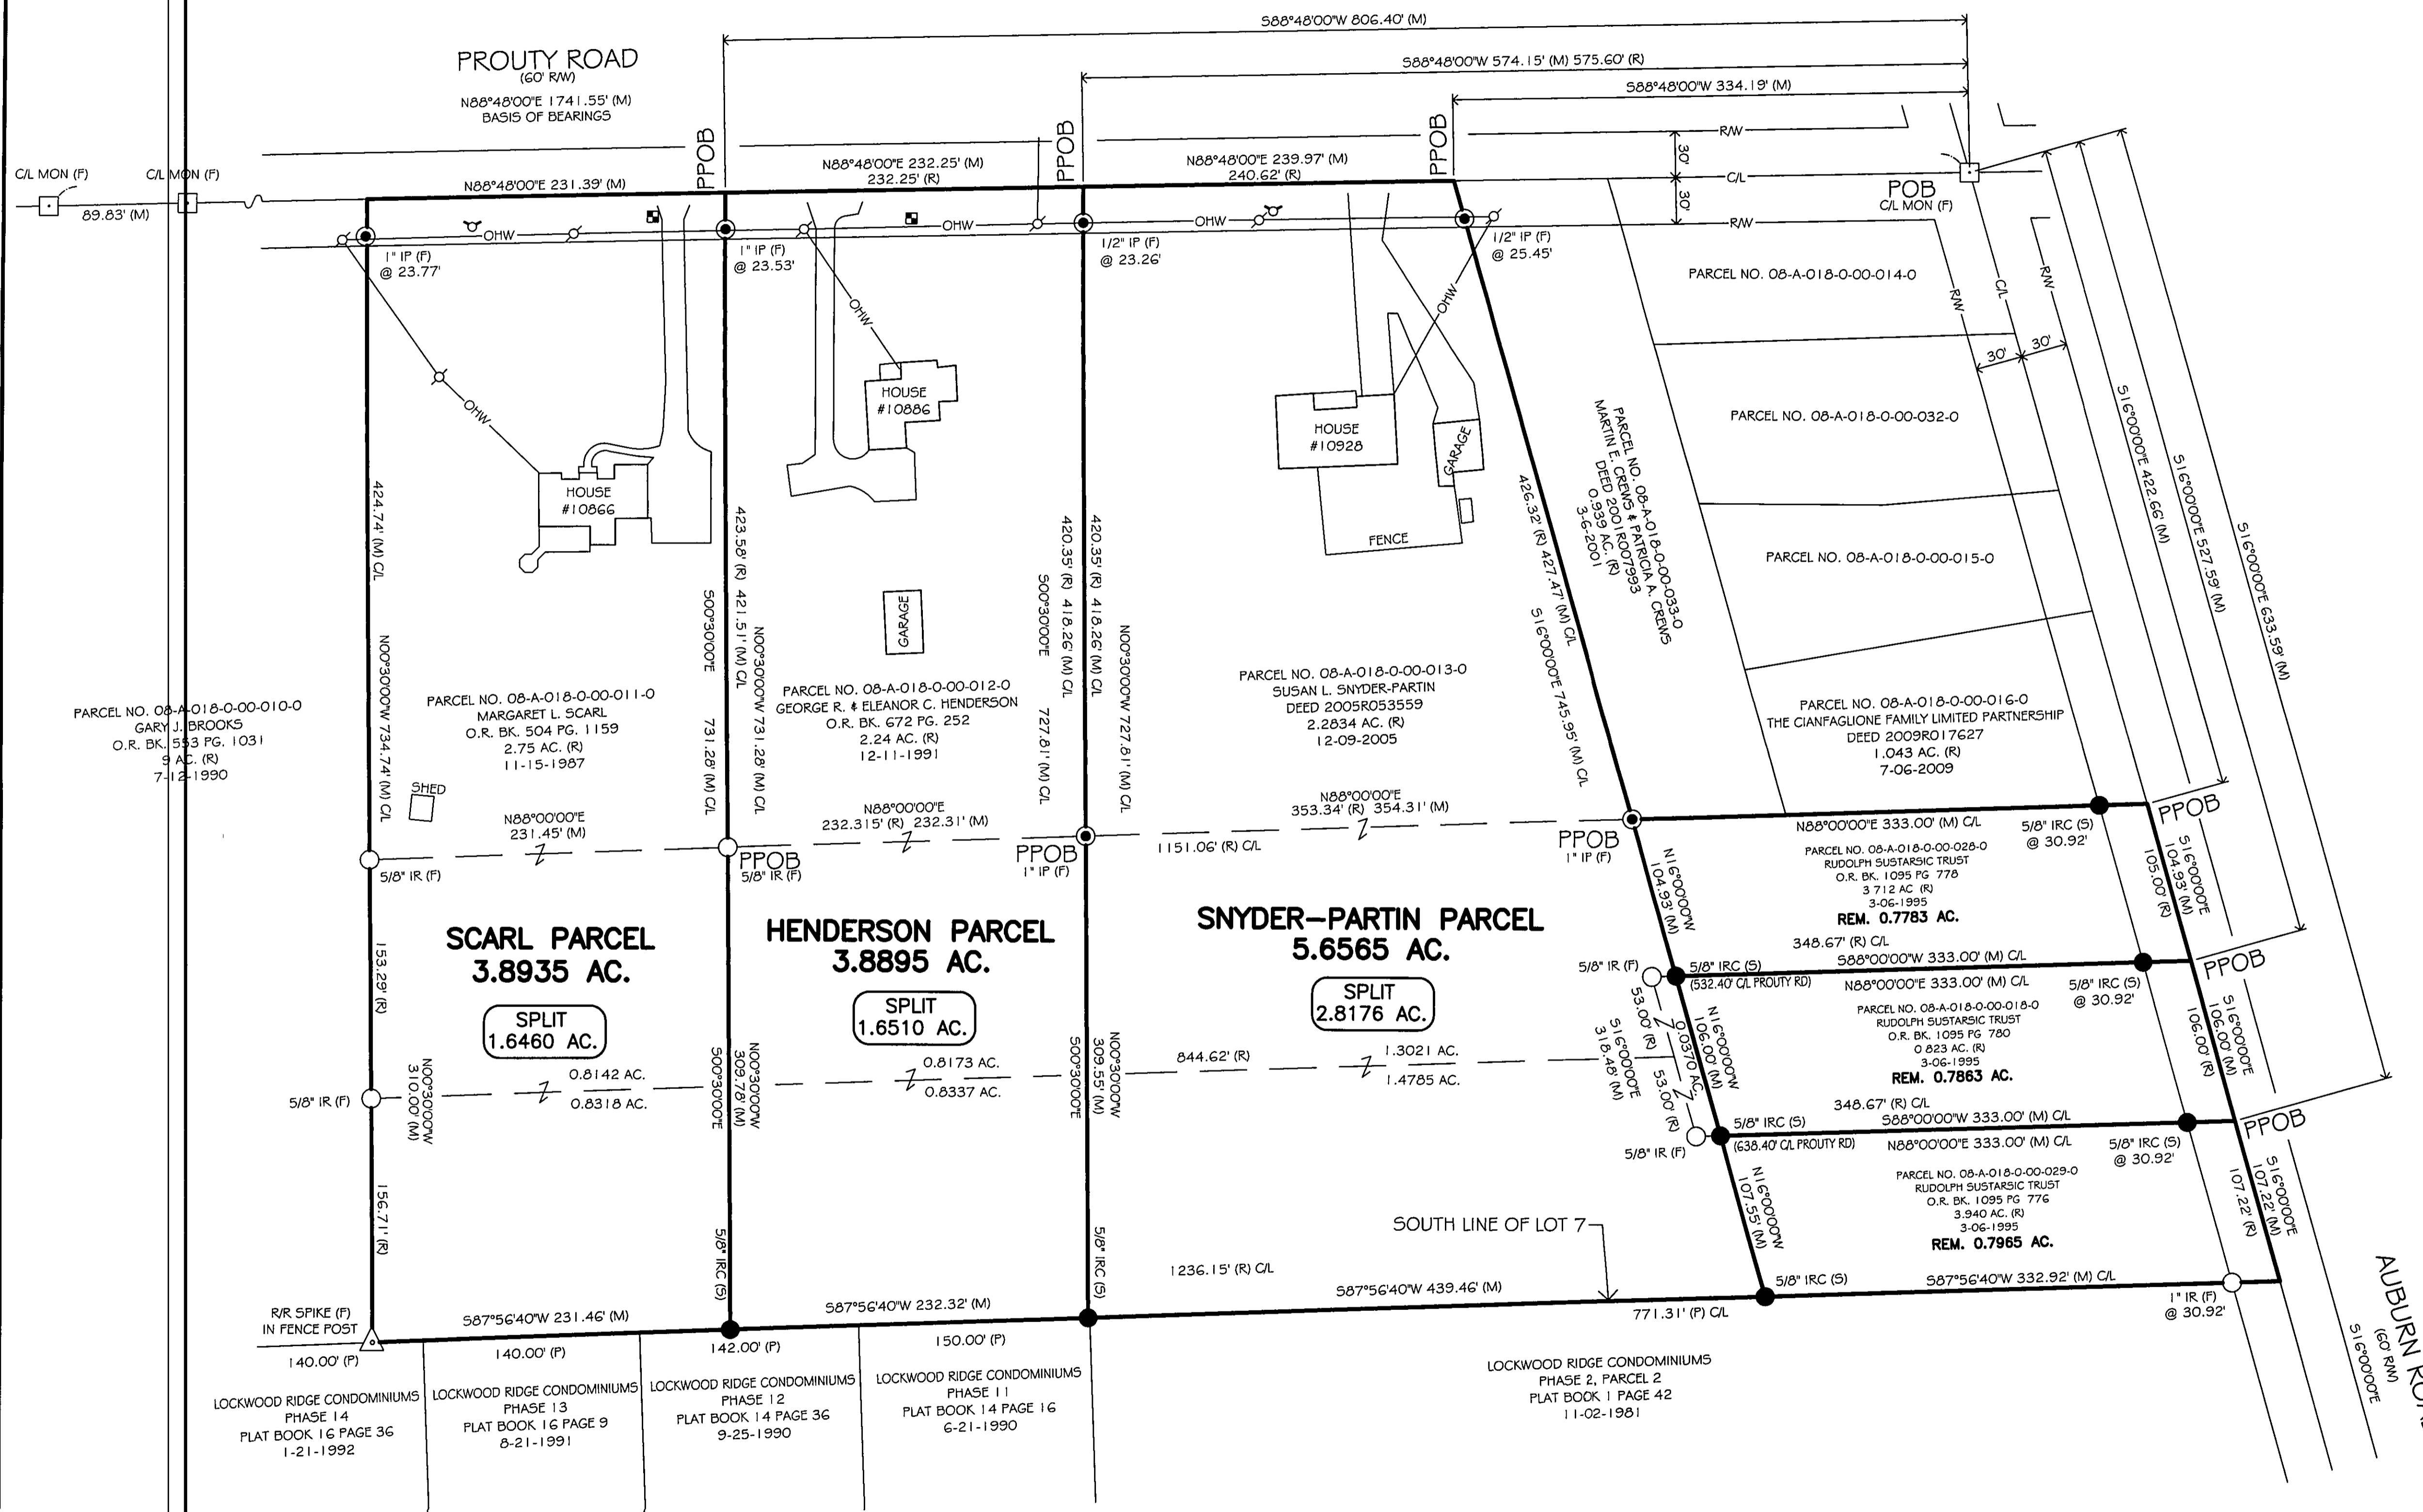 S88°48'00"W 806.40' (M)
S88°48'00"W 574.15' (M) 575.60' (R)
S88°48'00"W 334.19' (M)
PROUTY ROAD
(60' R/W)
N88°48'00"E 1741.55' (M)
BASIS OF BEARINGS
C/L MON (F)
C/L MON (F)
89.83' (M)
N88°48'00"E 231.39' (M)
PPOB
N88°48'00"E 232.25' (M)
232.25' (R)
PPOB
N88°48'00"E 239.97' (M)
240.62' (R)
PPOB
R/W
30'
C/L
30'
R/W
POB
C/L MON (F)
OHW
OHW
OHW
1" IP (F)
@ 23.77'
1" IP (F)
@ 23.53'
1/2" IP (F)
@ 23.26'
1/2" IP (F)
@ 25.45'
OHW
OHW
OHW
HOUSE
#10866
HOUSE
#10886
HOUSE
#10928
GARAGE
FENCE
GARAGE
SHED
PARCEL NO. 08-A-018-0-00-014-0
R/W
C/L
R/W
30'
30'
PARCEL NO. 08-A-018-0-00-032-0
PARCEL NO. 08-A-018-0-00-015-0
S16°00'00"E 422.66' (M)
S16°00'00"E 527.59' (M)
S16°00'00"E 633.59' (M)
PARCEL NO. 08-A-018-0-00-033-0
MARTIN E. CREWS & PATRICIA A. CREWS
DEED 2001R007993
0.939 AC. (R)
3-6-2001
424.74' (M) C/L
N00°30'00"W 734.74' (M) C/L
423.58' (R) 421.51' (M) C/L
S00°30'00"E
731.28' (M) C/L
N00°30'00"W 731.28' (M) C/L
420.35' (R) 418.26' (M) C/L
S00°30'00"E
727.81' (M) C/L
420.35' (R) 418.26' (M) C/L
N00°30'00"W 727.81' (M) C/L
426.32' (R) 427.47' (M) C/L
S16°00'00"E 745.95' (M) C/L
PARCEL NO. 08-A-018-0-00-010-0
GARY J. BROOKS
O.R. BK. 553 PG. 1031
9 AC. (R)
7-12-1990
PARCEL NO. 08-A-018-0-00-011-0
MARGARET L. SCARL
O.R. BK. 504 PG. 1159
2.75 AC. (R)
11-15-1987
PARCEL NO. 08-A-018-0-00-012-0
GEORGE R. & ELEANOR C. HENDERSON
O.R. BK. 672 PG. 252
2.24 AC. (R)
12-11-1991
PARCEL NO. 08-A-018-0-00-013-0
SUSAN L. SNYDER-PARTIN
DEED 2005R053559
2.2834 AC. (R)
12-09-2005
PARCEL NO. 08-A-018-0-00-016-0
THE CIANFAGLIONE FAMILY LIMITED PARTNERSHIP
DEED 2009R017627
1.043 AC. (R)
7-06-2009
N88°00'00"E
231.45' (M)
N88°00'00"E
232.315' (R) 232.31' (M)
N88°00'00"E
353.34' (R) 354.31' (M)
1151.06' (R) C/L
5/8" IR (F)
PPOB
5/8" IR (F)
PPOB
1" IP (F)
PPOB
1" IP (F)
N88°00'00"E 333.00' (M) C/L
5/8" IRC (S)
@ 30.92'
PPOB
PARCEL NO. 08-A-018-0-00-028-0
RUDOLPH SUSTARSIC TRUST
O.R. BK. 1095 PG 778
3 712 AC (R)
3-06-1995
REM. 0.7783 AC.
N16°00'00"W
104.93' (M)
S16°00'00"E
104.93' (M)
105.00' (R)
SCARL PARCEL
3.8935 AC.
SPLIT
1.6460 AC.
HENDERSON PARCEL
3.8895 AC.
SPLIT
1.6510 AC.
SNYDER-PARTIN PARCEL
5.6565 AC.
SPLIT
2.8176 AC.
348.67' (R) C/L
S88°00'00"W 333.00' (M) C/L
5/8" IR (F)
5/8" IRC (S)
(532.40' C/L PROUTY RD)
N88°00'00"E 333.00' (M) C/L
5/8" IRC (S)
@ 30.92'
PPOB
PARCEL NO. 08-A-018-0-00-018-0
RUDOLPH SUSTARSIC TRUST
O.R. BK. 1095 PG 780
0 823 AC. (R)
3-06-1995
REM. 0.7863 AC.
53.00' (R)
S16°00'00"E
318.48' (M)
53.00' (R)
0.0370 AC.
N16°00'00"W
106.00' (M)
S16°00'00"E
106.00' (M)
106.00' (R)
153.29' (R)
N00°30'00"W
310.00' (M)
S00°30'00"E
309.78' (M)
N00°30'00"W
S00°30'00"E
309.55' (M)
N00°30'00"W
0.8142 AC.
0.8318 AC.
0.8173 AC.
0.8337 AC.
844.62' (R)
1.3021 AC.
1.4785 AC.
5/8" IR (F)
348.67' (R) C/L
5/8" IRC (S)
S88°00'00"W 333.00' (M) C/L
5/8" IR (F)
(638.40' C/L PROUTY RD)
N88°00'00"E 333.00' (M) C/L
5/8" IRC (S)
@ 30.92'
PPOB
PARCEL NO. 08-A-018-0-00-029-0
RUDOLPH SUSTARSIC TRUST
O.R. BK. 1095 PG 776
3.940 AC. (R)
3-06-1995
REM. 0.7965 AC.
N16°00'00"W
107.55' (M)
S16°00'00"E
107.22' (M)
107.22' (R)
156.71' (R)
5/8" IRC (S)
5/8" IRC (S)
SOUTH LINE OF LOT 7
1236.15' (R) C/L
R/R SPIKE (F)
IN FENCE POST
S87°56'40"W 231.46' (M)
S87°56'40"W 232.32' (M)
S87°56'40"W 439.46' (M)
5/8" IRC (S)
S87°56'40"W 332.92' (M) C/L
1" IR (F)
@ 30.92'
771.31' (P) C/L
140.00' (P)
140.00' (P)
142.00' (P)
150.00' (P)
LOCKWOOD RIDGE CONDOMINIUMS
PHASE 14
PLAT BOOK 16 PAGE 36
1-21-1992
LOCKWOOD RIDGE CONDOMINIUMS
PHASE 13
PLAT BOOK 16 PAGE 9
8-21-1991
LOCKWOOD RIDGE CONDOMINIUMS
PHASE 12
PLAT BOOK 14 PAGE 36
9-25-1990
LOCKWOOD RIDGE CONDOMINIUMS
PHASE 11
PLAT BOOK 14 PAGE 16
6-21-1990
LOCKWOOD RIDGE CONDOMINIUMS
PHASE 2, PARCEL 2
PLAT BOOK 1 PAGE 42
11-02-1981
AUBURN
(60' R/W)
S16°00'00"E